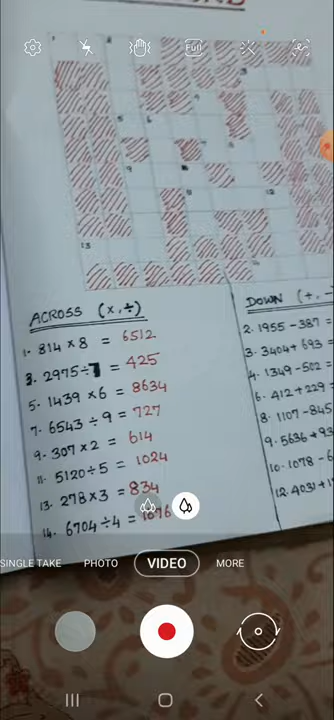 Full
ACROSS (×, ÷)
1. 814 × 8 = 6512
3. 2975 ÷ 7 = 425
5. 1439 × 6 = 8634
7. 6543 ÷ 9 = 727
9. 307 × 2 = 614
11. 5120 ÷ 5 = 1024
13. 278 × 3 = 834
14. 6704 ÷ 4 = 1676
DOWN (+, -
2. 1955 - 387 =
3. 3404 + 693 =
4. 1349 - 502 =
6. 412 + 229 =
8. 1107 - 845
9. 5636 + 93
10. 1078 - 6
12. 4031 + 1
13
SINGLE TAKE PHOTO VIDEO MORE